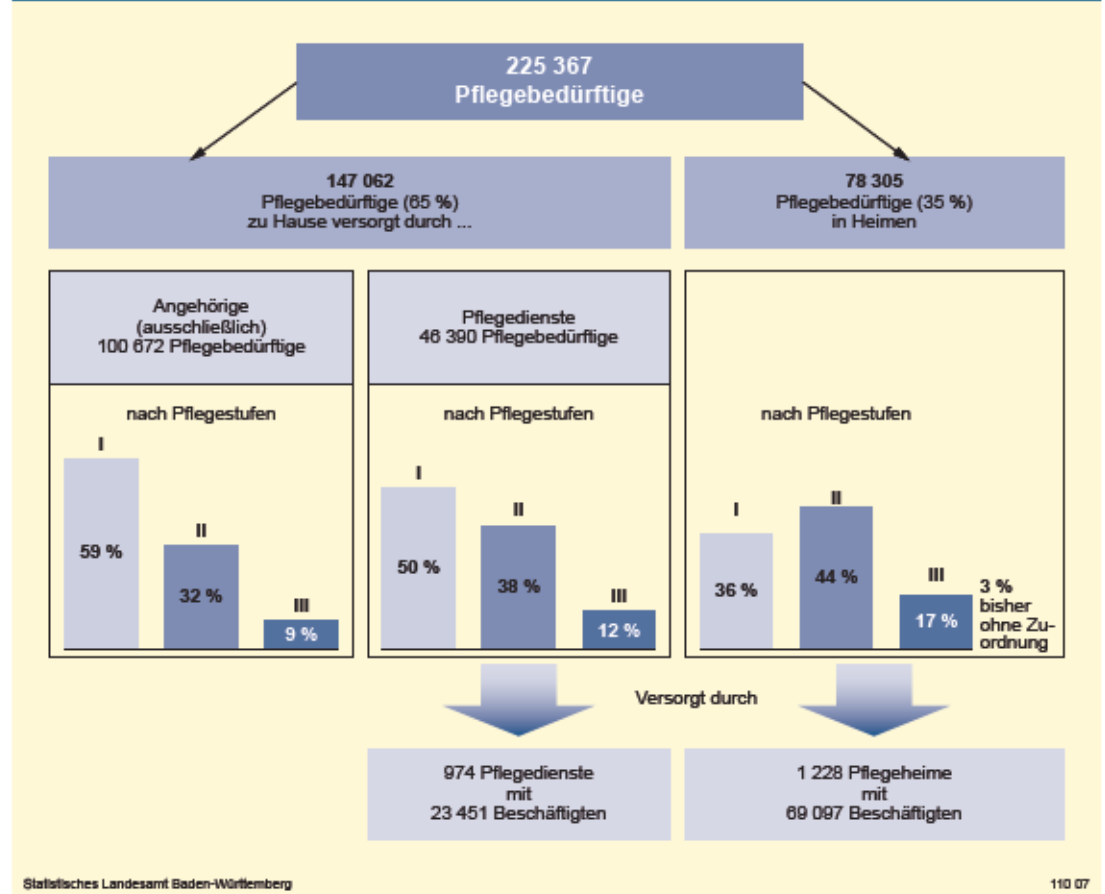 225 367
Pflegebedürftige
147 062
Pflegebedürftige (65 %)
zu Hause versorgt durch ...
78 305
Pflegebedürftige (35 %)
in Heimen
Angehörige
(ausschließlich)
100 672 Pflegebedürftige
nach Pflegestufen
I
59 %
II
32 %
III
9 %
Pflegedienste
46 390 Pflegebedürftige
nach Pflegestufen
I
50 %
II
38 %
III
12 %
nach Pflegestufen
I
36 %
II
44 %
III
17 %
3 %
bisher
ohne Zu-
ordnung
Versorgt durch
974 Pflegedienste
mit
23 451 Beschäftigten
1 228 Pflegeheime
mit
69 097 Beschäftigten
Statistisches Landesamt Baden-Württemberg
110 07